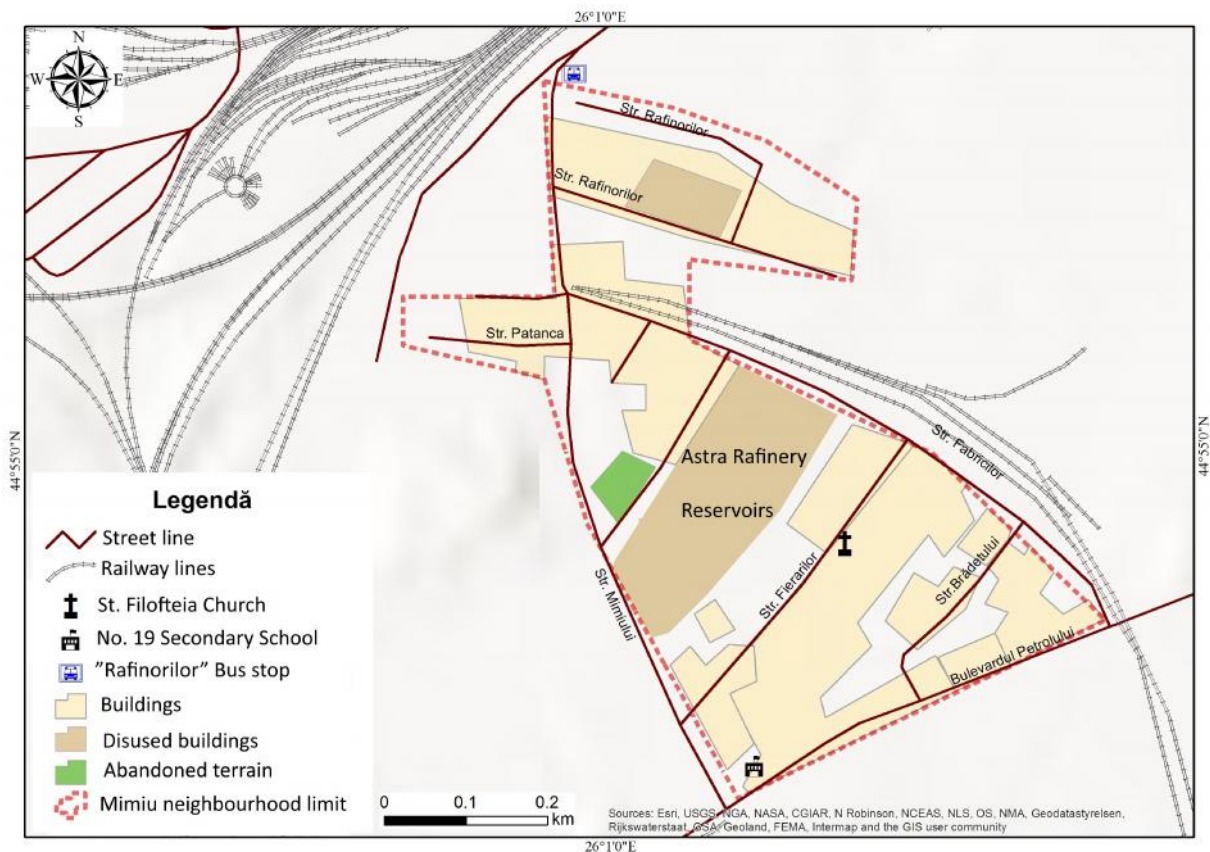 26°1'0"E
N
W E
S
Str. Rafinorilor
Str. Rafinorilor
Str. Patanca
Str. Fabricilor
44°55'0"N
44°55'0"N
Astra Rafinery
Reservoirs
Str. Fierarilor
Str.Brădetului
Str. Mimiului
Bulevardul Petrolului
Legendă
Street line
Railway lines
St. Filofteia Church
No. 19 Secondary School
"Rafinorilor" Bus stop
Buildings
Disused buildings
Abandoned terrain
Mimiu neighbourhood limit
0 0.1 0.2
km
Sources: Esri, USGS, NGA, NASA, CGIAR, N Robinson, NCEAS, NLS, OS, NMA, Geodatastyrelsen,
Rijkswaterstaat, GSA, Geoland, FEMA, Intermap and the GIS user community
26°1'0"E